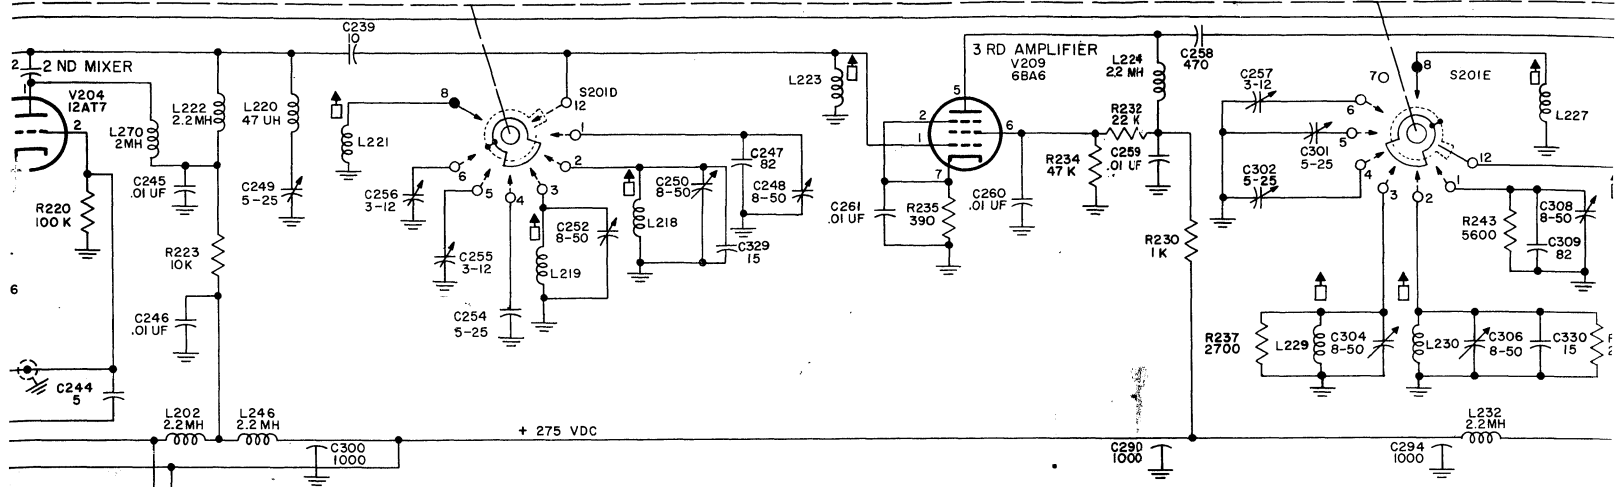 C239
10
2
2 ND MIXER
1
V204
12AT7
2
L270
2MH
L222
2.2MH
L220
47 UH
C245
.01 UF
C249
5-25
R220
100 K
R223
10K
C246
.01 UF
6
C244
5
L202
2.2MH
L246
2.2MH
C300
1000
+ 275 VDC
L221
8
S201D
12
1
2
3
4
5
6
C256
3-12
C255
3-12
C254
5-25
C252
8-50
L219
L218
C250
8-50
C247
82
C248
8-50
C329
15
L223
3 RD AMPLIFIER
V209
6BA6
5
2
1
6
7
C261
.01 UF
R235
390
C260
.01 UF
R234
47 K
R232
22 K
L224
2.2 MH
C259
.01 UF
C258
470
R230
1 K
C290
1000
C257
3-12
C301
5-25
C302
5-25
7
8
6
5
4
3
2
1
12
S201E
L227
R243
5600
C308
8-50
C309
82
R237
2700
L229
C304
8-50
L230
C306
8-50
C330
15
R
2
L232
2.2MH
C294
1000